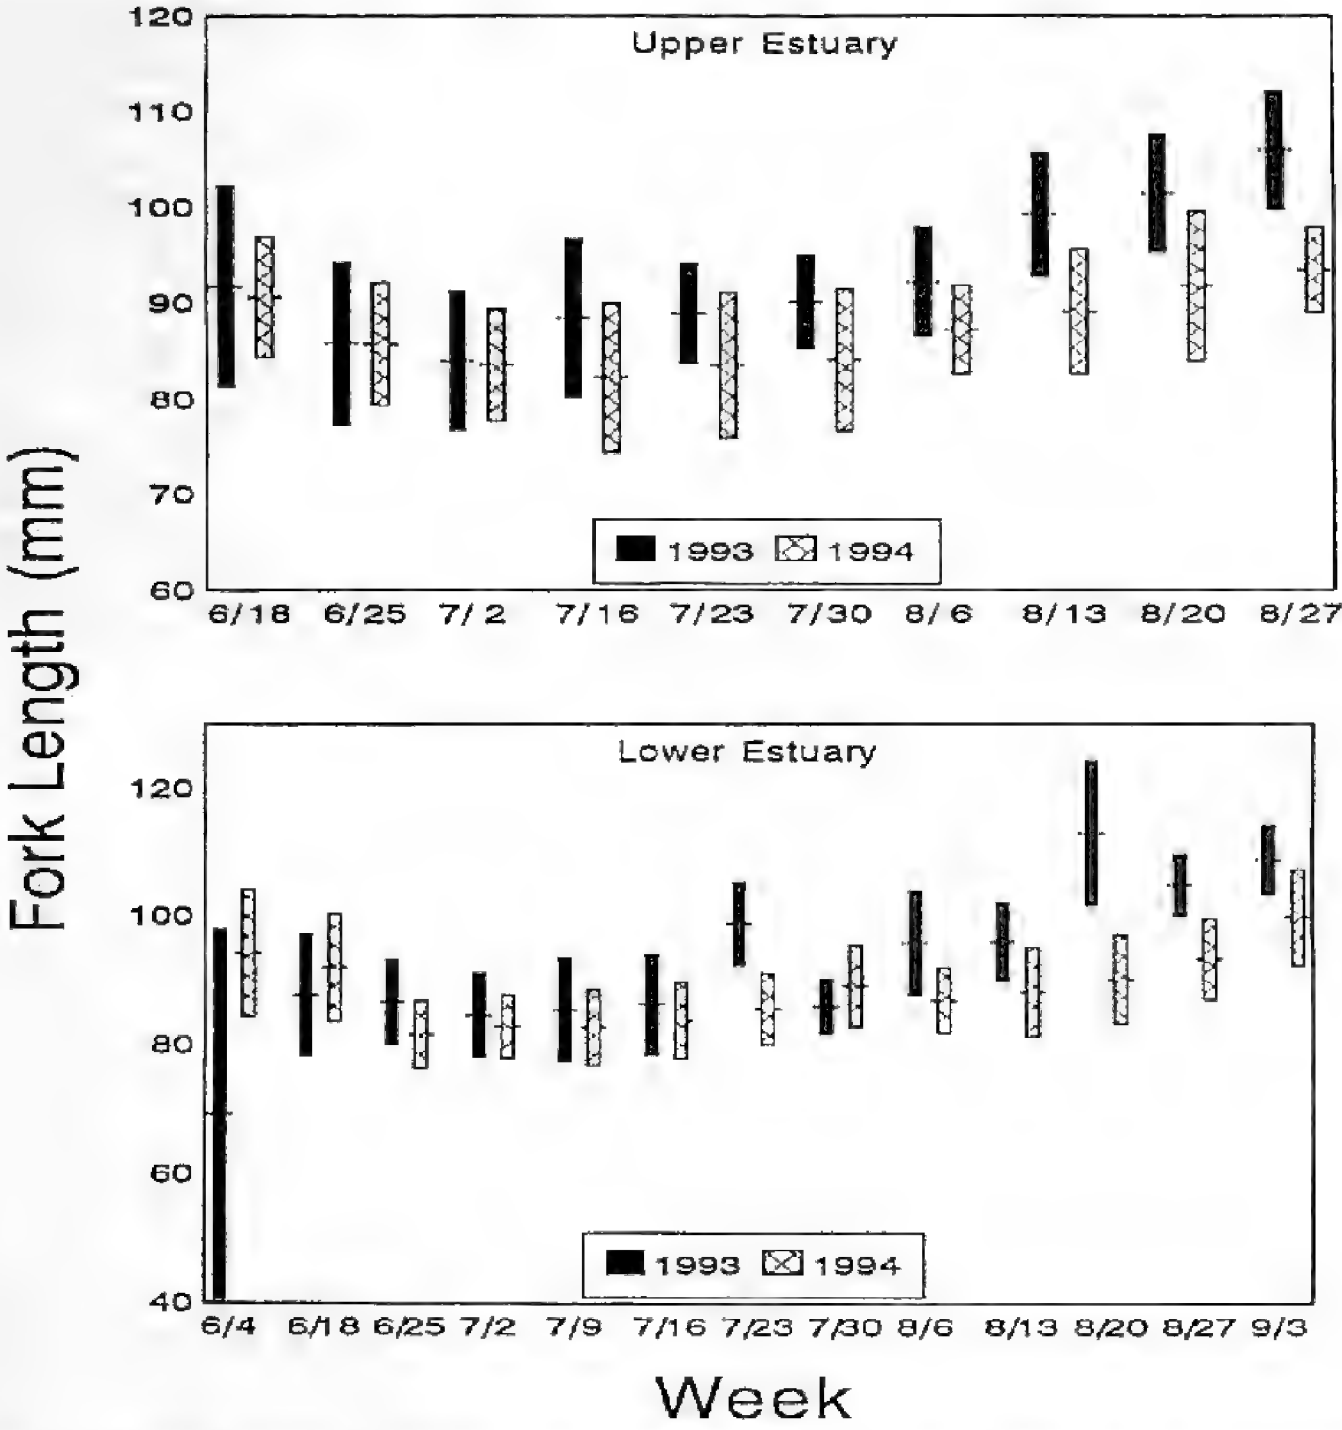 Fork Length (mm)
Upper Estuary
120
110
100
90
80
70
60
1993 1994
6/18 6/25 7/2 7/16 7/23 7/30 8/6 8/13 8/20 8/27
Lower Estuary
120
100
80
60
40
1993 1994
6/4 6/18 6/25 7/2 7/9 7/16 7/23 7/30 8/6 8/13 8/20 8/27 9/3
Week